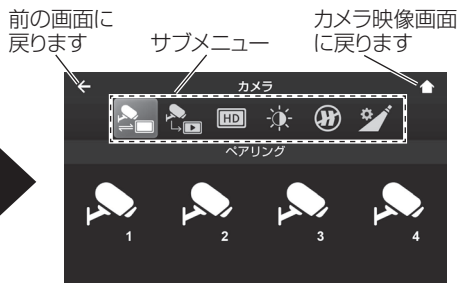 前の画面に
戻ります
サブメニュー
カメラ映像画面
に戻ります
カメラ
HD
ペアリング
1 2 3 4